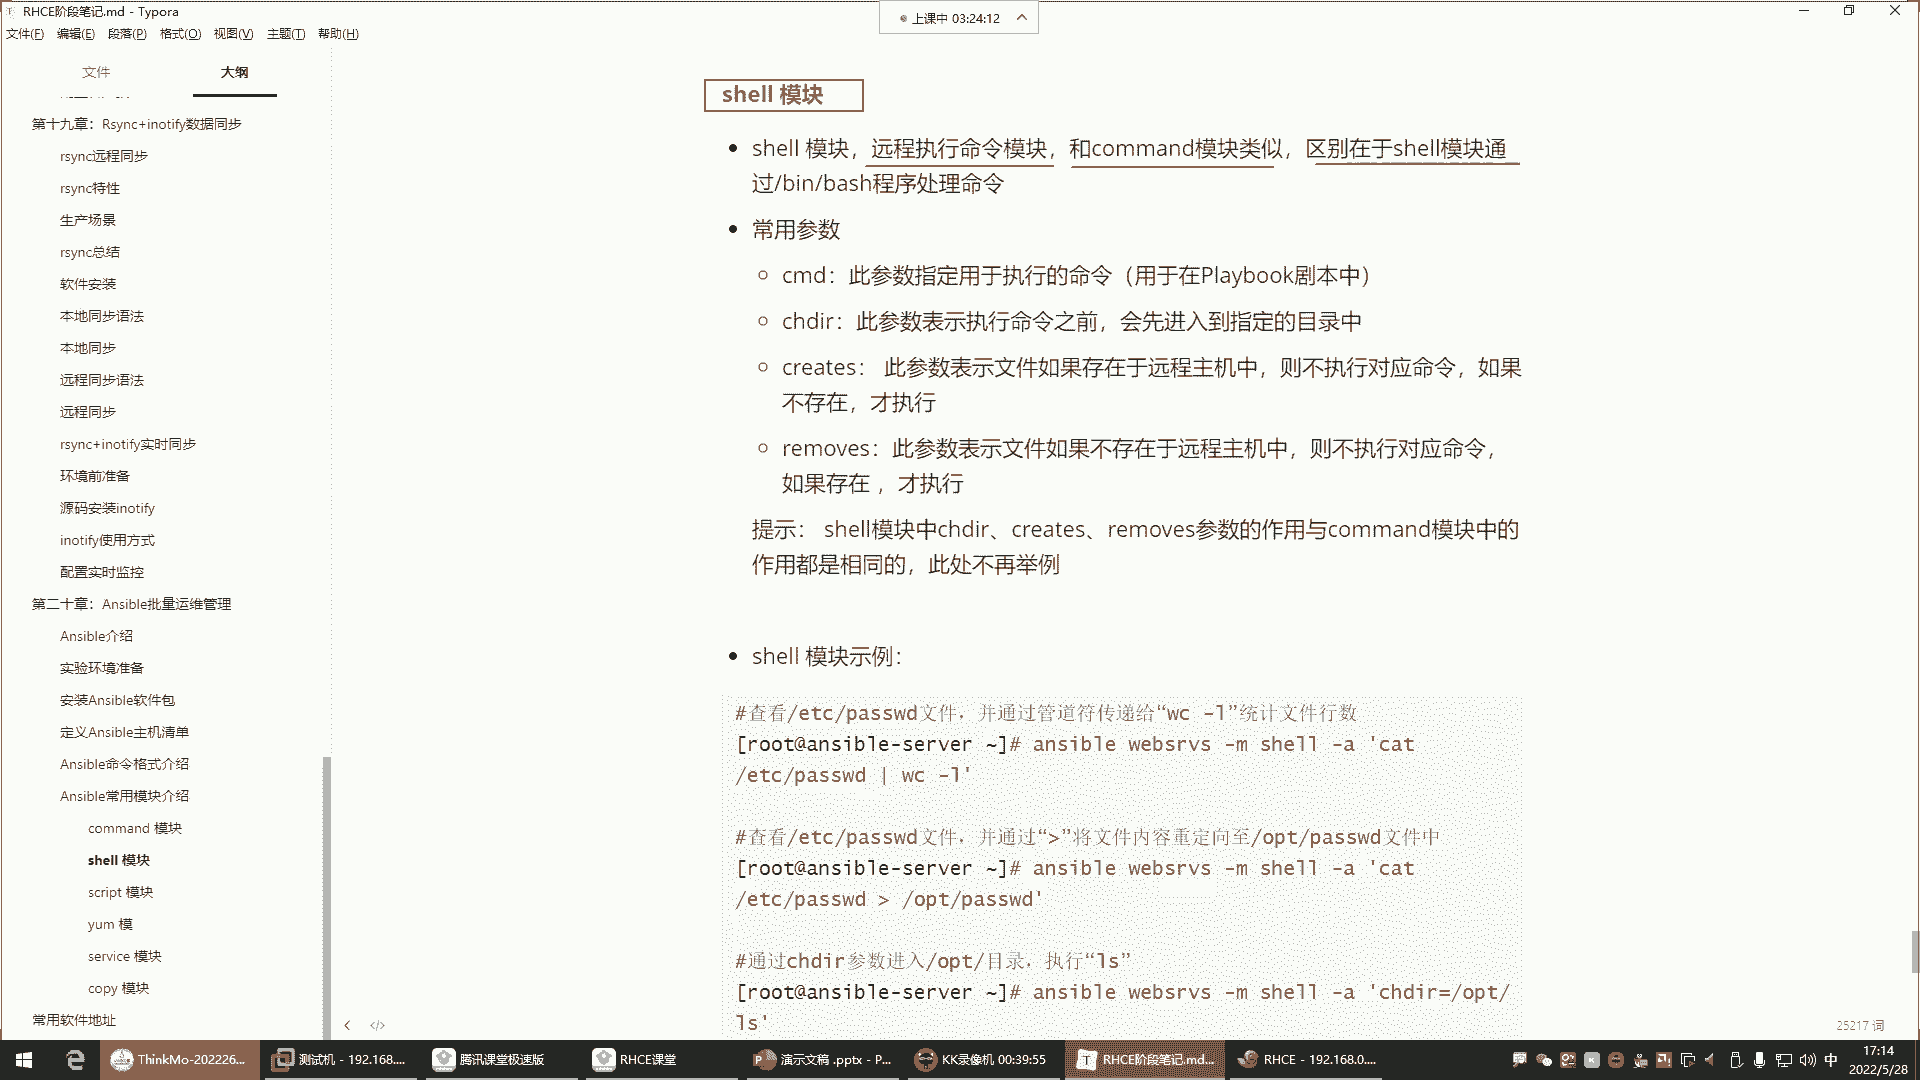 RHCE阶段笔记.md - Typora
上课中 03:24:12
文件(F) 编辑(E) 段落(P) 格式(O) 视图(V) 主题(T) 帮助(H)
文件 大纲
第十九章：Rsync+inotify数据同步
rsync远程同步
rsync特性
生产场景
rsync总结
软件安装
本地同步语法
本地同步
远程同步语法
远程同步
rsync+inotify实时同步
环境前准备
源码安装inotify
inotify使用方式
配置实时监控
第二十章：Ansible批量运维管理
Ansible介绍
实验环境准备
安装Ansible软件包
定义Ansible主机清单
Ansible命令格式介绍
Ansible常用模块介绍
command 模块
shell 模块
script 模块
yum 模
service 模块
copy 模块
常用软件地址
shell 模块
shell 模块，远程执行命令模块，和command模块类似，区别在于shell模块通
过/bin/bash程序处理命令
常用参数
cmd：此参数指定用于执行的命令（用于在Playbook剧本中）
chdir：此参数表示执行命令之前，会先进入到指定的目录中
creates： 此参数表示文件如果存在于远程主机中，则不执行对应命令，如果
不存在，才执行
removes：此参数表示文件如果不存在于远程主机中，则不执行对应命令，
如果存在 ，才执行
提示： shell模块中chdir、creates、removes参数的作用与command模块中的
作用都是相同的，此处不再举例
shell 模块示例：
#查看/etc/passwd文件，并通过管道符传递给“wc -l”统计文件行数
[root@ansible-server ~]# ansible websrvs -m shell -a 'cat
/etc/passwd | wc -l'
#查看/etc/passwd文件，并通过“>”将文件内容重定向至/opt/passwd文件中
[root@ansible-server ~]# ansible websrvs -m shell -a 'cat
/etc/passwd > /opt/passwd'
#通过chdir参数进入/opt/目录，执行“ls”
[root@ansible-server ~]# ansible websrvs -m shell -a 'chdir=/opt/
ls'
25217 词
ThinkMo-202226... 测试机 - 192.168.... 腾讯课堂极速版 RHCE课堂 演示文稿 .pptx - P... KK录像机 00:39:55 RHCE阶段笔记.md... RHCE - 192.168.0.... 中
17:14
2022/5/28